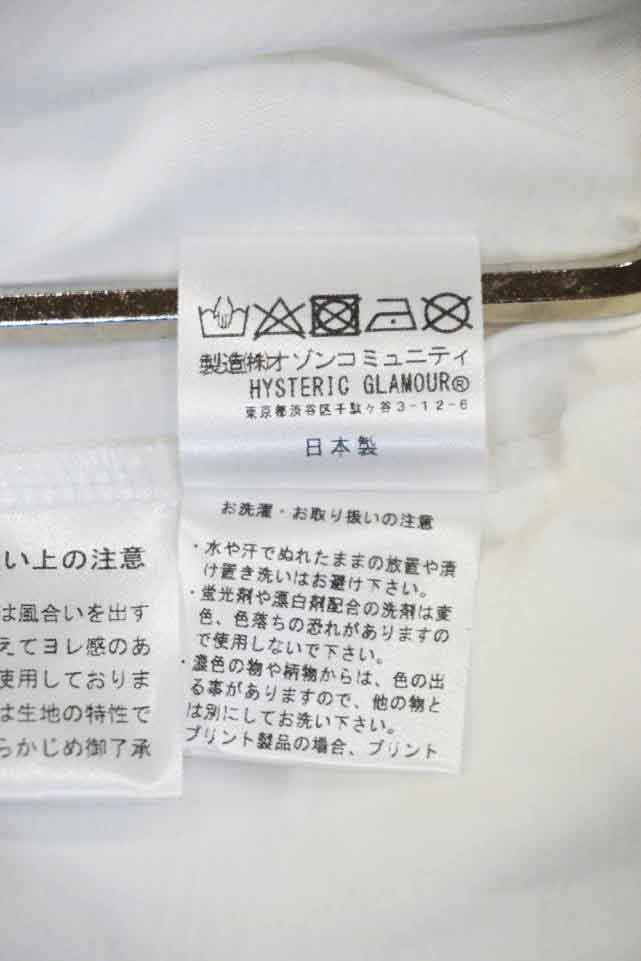 製造(株)オゾンコミュニティ
HYSTERIC GLAMOUR®
東京都渋谷区千駄ヶ谷3-12-6
日本製
お洗濯・お取り扱いの注意
・水や汗でぬれたままの放置や漬
け置き洗いはお避け下さい。
・蛍光剤や漂白剤配合の洗剤は変
色、色落ちの恐れがありますの
で使用しないで下さい。
・濃色の物や柄物からは、色の出
る事がありますので、他の物と
は別にしてお洗い下さい。
プリント製品の場合、プリント
い上の注意
は風合いを出す
えてヨレ感のあ
使用しておりま
は生地の特性で
らかじめ御了承